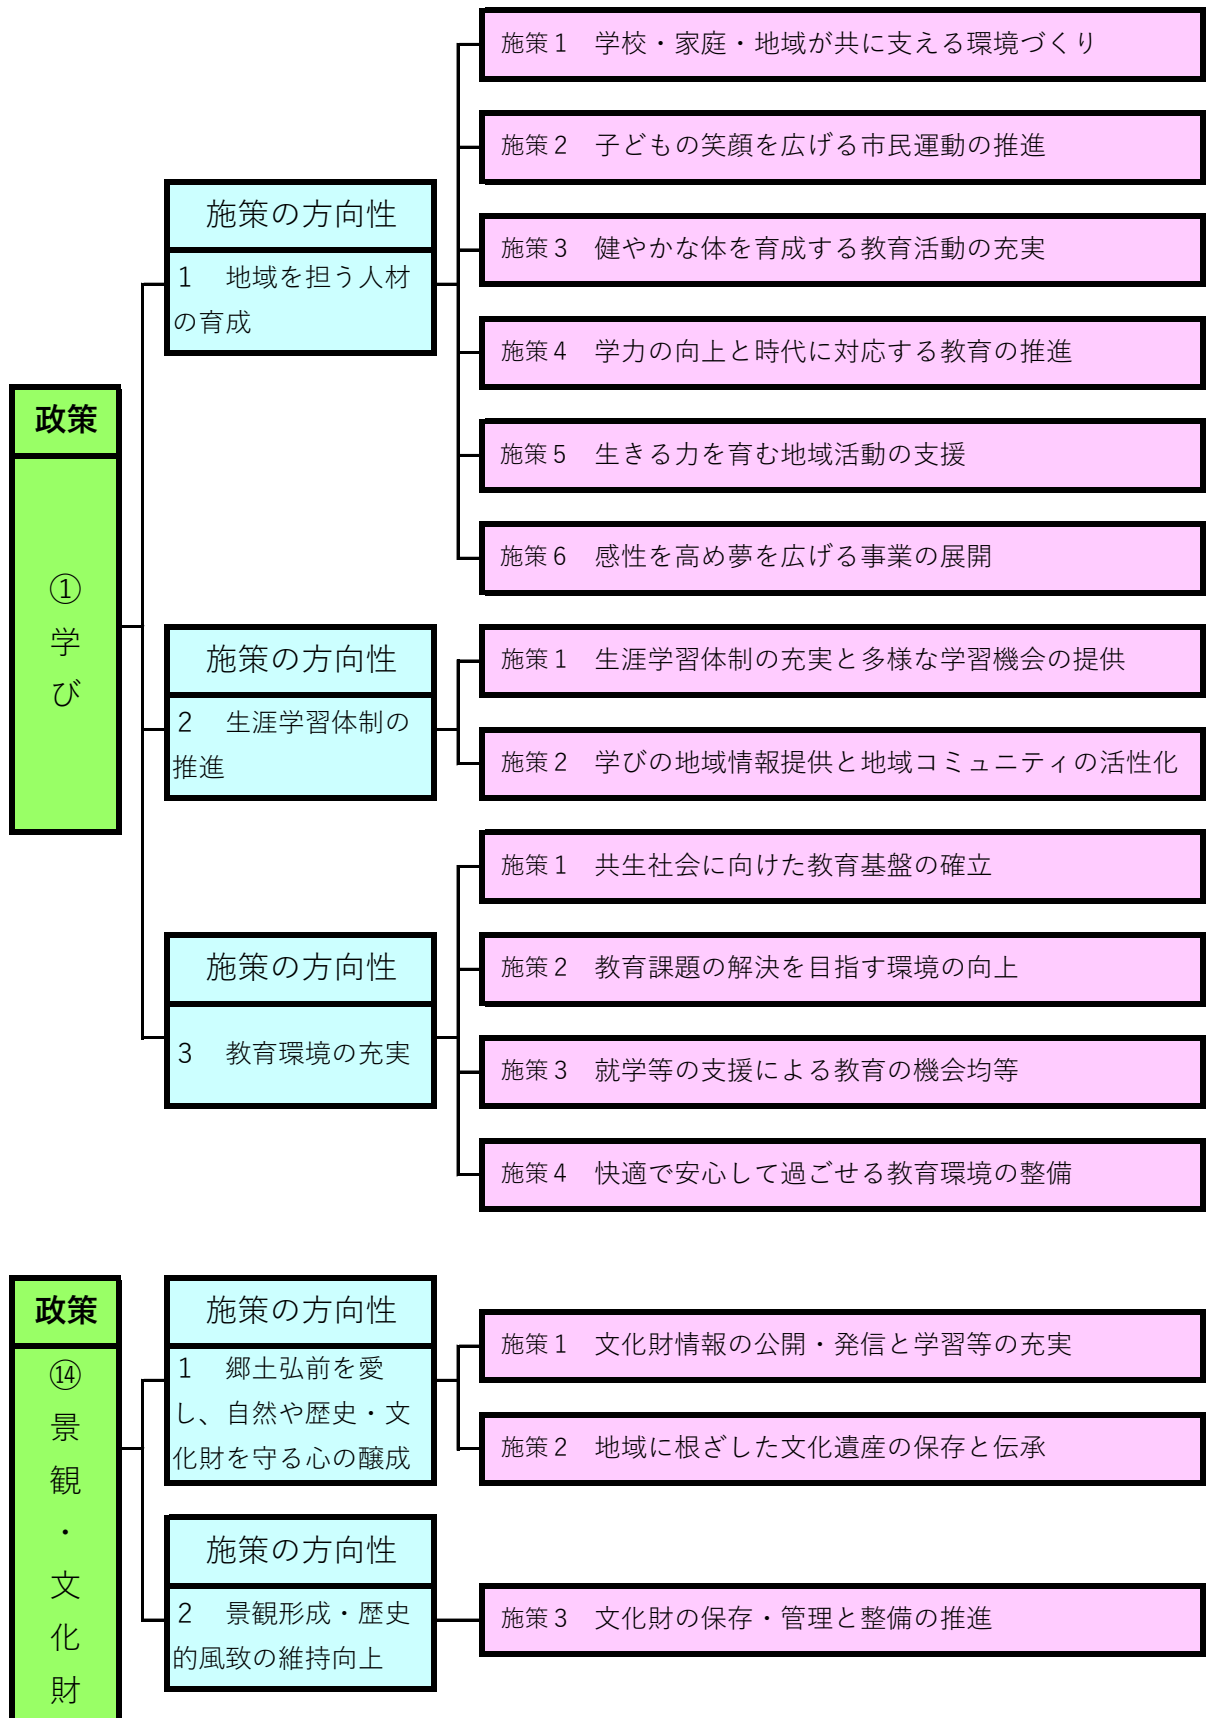 政策
①学び
施策の方向性
1 地域を担う人材
の育成
施策1 学校・家庭・地域が共に支える環境づくり
施策2 子どもの笑顔を広げる市民運動の推進
施策3 健やかな体を育成する教育活動の充実
施策4 学力の向上と時代に対応する教育の推進
施策5 生きる力を育む地域活動の支援
施策6 感性を高め夢を広げる事業の展開
施策の方向性
2 生涯学習体制の
推進
施策1 生涯学習体制の充実と多様な学習機会の提供
施策2 学びの地域情報提供と地域コミュニティの活性化
施策の方向性
3 教育環境の充実
施策1 共生社会に向けた教育基盤の確立
施策2 教育課題の解決を目指す環境の向上
施策3 就学等の支援による教育の機会均等
施策4 快適で安心して過ごせる教育環境の整備
政策
⑭景観・文化財
施策の方向性
1 郷土弘前を愛
し、自然や歴史・文
化財を守る心の醸成
施策1 文化財情報の公開・発信と学習等の充実
施策2 地域に根ざした文化遺産の保存と伝承
施策の方向性
2 景観形成・歴史
的風致の維持向上
施策3 文化財の保存・管理と整備の推進